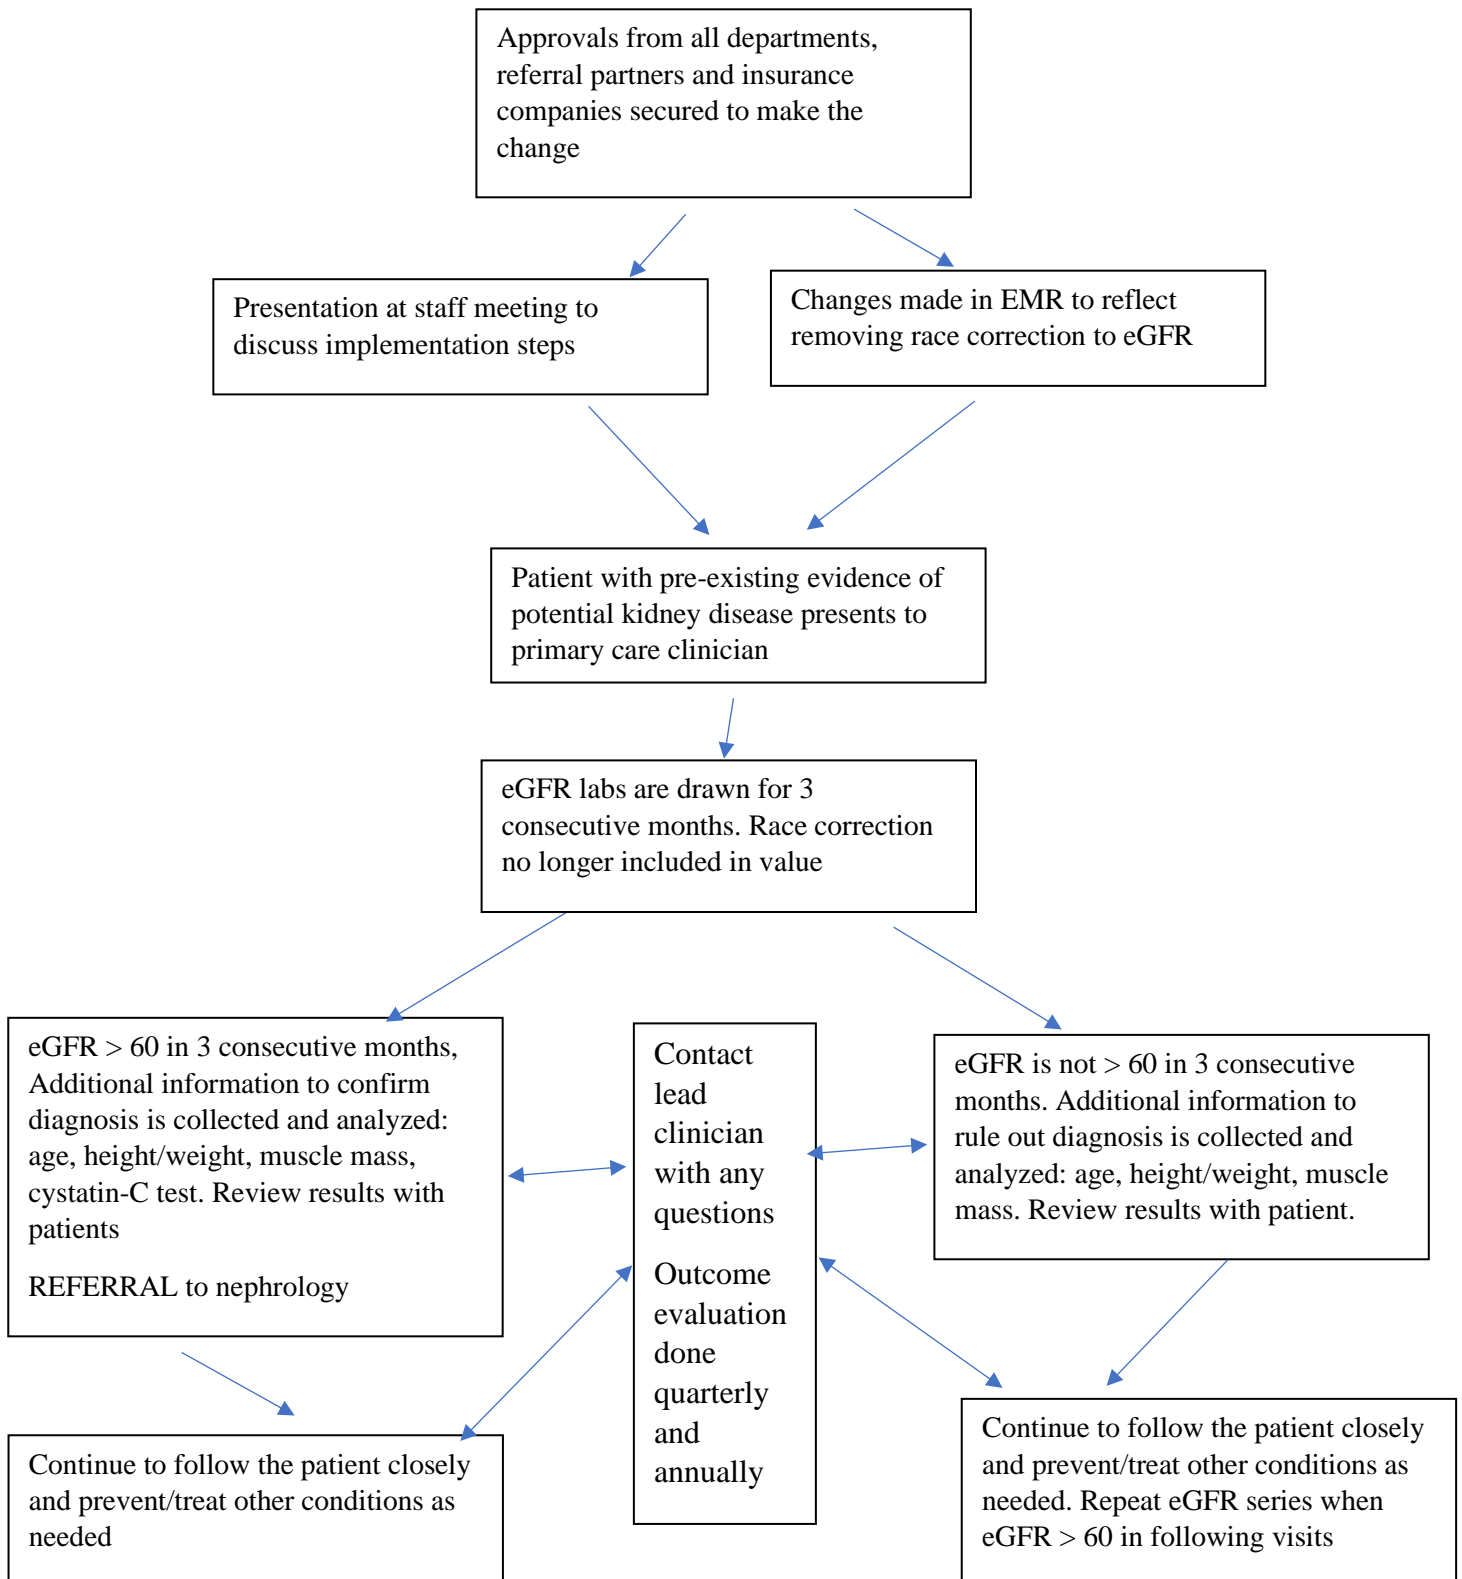 Approvals from all departments,
referral partners and insurance
companies secured to make the
change
Presentation at staff meeting to
discuss implementation steps
Changes made in EMR to reflect
removing race correction to eGFR
Patient with pre-existing evidence of
potential kidney disease presents to
primary care clinician
eGFR labs are drawn for 3
consecutive months. Race correction
no longer included in value
eGFR > 60 in 3 consecutive months,
Additional information to confirm
diagnosis is collected and analyzed:
age, height/weight, muscle mass,
cystatin-C test. Review results with
patients
REFERRAL to nephrology
Contact
lead
clinician
with any
questions
Outcome
evaluation
done
quarterly
and
annually
eGFR is not > 60 in 3 consecutive
months. Additional information to
rule out diagnosis is collected and
analyzed: age, height/weight, muscle
mass. Review results with patient.
Continue to follow the patient closely
and prevent/treat other conditions as
needed
Continue to follow the patient closely
and prevent/treat other conditions as
needed. Repeat eGFR series when
eGFR > 60 in following visits